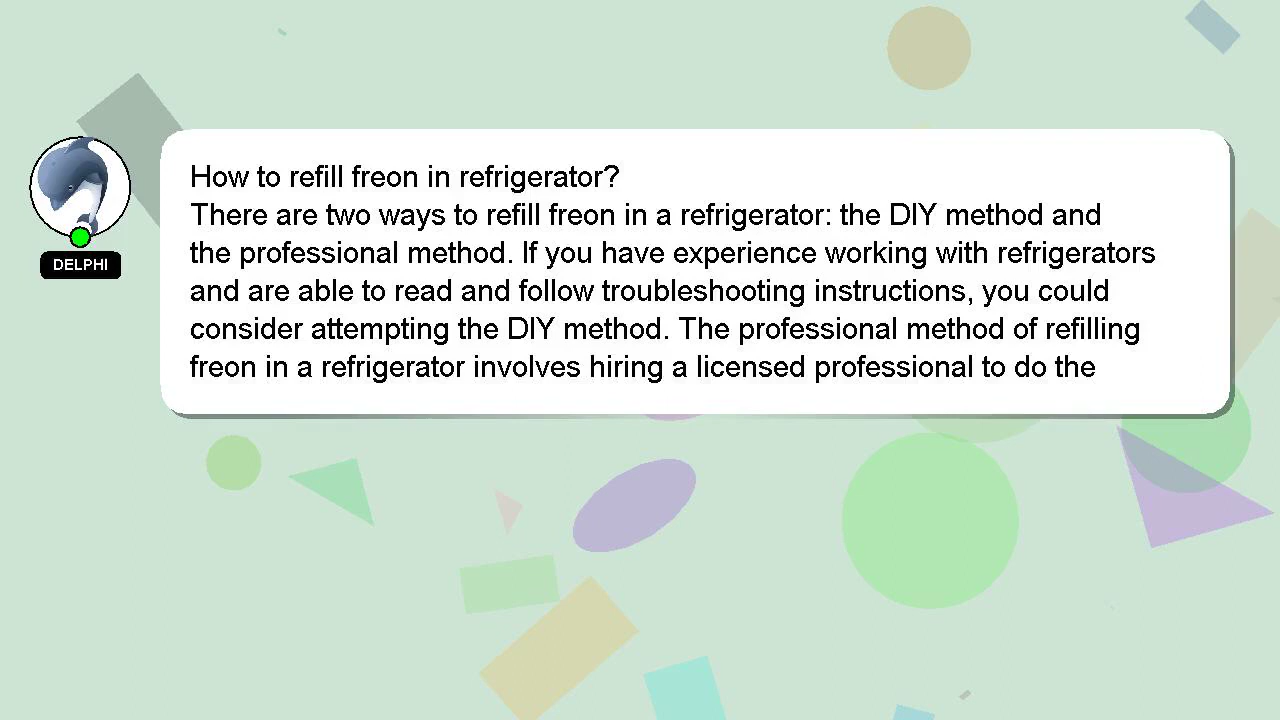 How to refill freon in refrigerator?
There are two ways to refill freon in a refrigerator: the DIY method and
the professional method. If you have experience working with refrigerators
and are able to read and follow troubleshooting instructions, you could
consider attempting the DIY method. The professional method of refilling
freon in a refrigerator involves hiring a licensed professional to do the
DELPHI